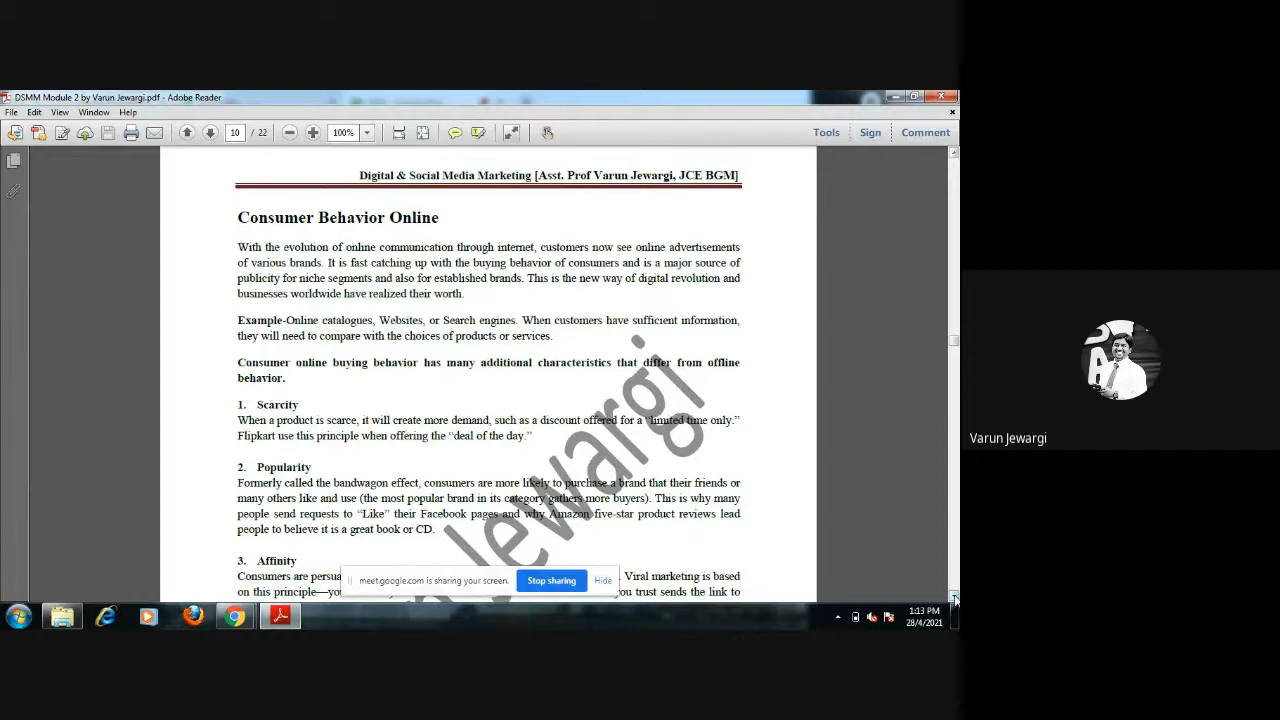 DSMM Module 2 by Varun Jewargi.pdf - Adobe Reader
File Edit View Window Help
10 / 22 100% Tools Sign Comment
Digital & Social Media Marketing [Asst. Prof Varun Jewargi, JCE BGM]
Consumer Behavior Online
With the evolution of online communication through internet, customers now see online advertisements
of various brands. It is fast catching up with the buying behavior of consumers and is a major source of
publicity for niche segments and also for established brands. This is the new way of digital revolution and
businesses worldwide have realized their worth.
Example-Online catalogues, Websites, or Search engines. When customers have sufficient information,
they will need to compare with the choices of products or services.
Consumer online buying behavior has many additional characteristics that differ from offline
behavior.
1. Scarcity
When a product is scarce, it will create more demand, such as a discount offered for a “limited time only.”
Flipkart use this principle when offering the “deal of the day.”
2. Popularity
Formerly called the bandwagon effect, consumers are more likely to purchase a brand that their friends or
many others like and use (the most popular brand in its category gathers more buyers). This is why many
people send requests to “Like” their Facebook pages and why Amazon five-star product reviews lead
people to believe it is a great book or CD.
3. Affinity
Consumers are Viral marketing is based
on this principle— you trust sends the link to
Jewargi
meet.google.com is sharing your screen. Stop sharing Hide
1:13 PM
28/4/2021
Varun Jewargi